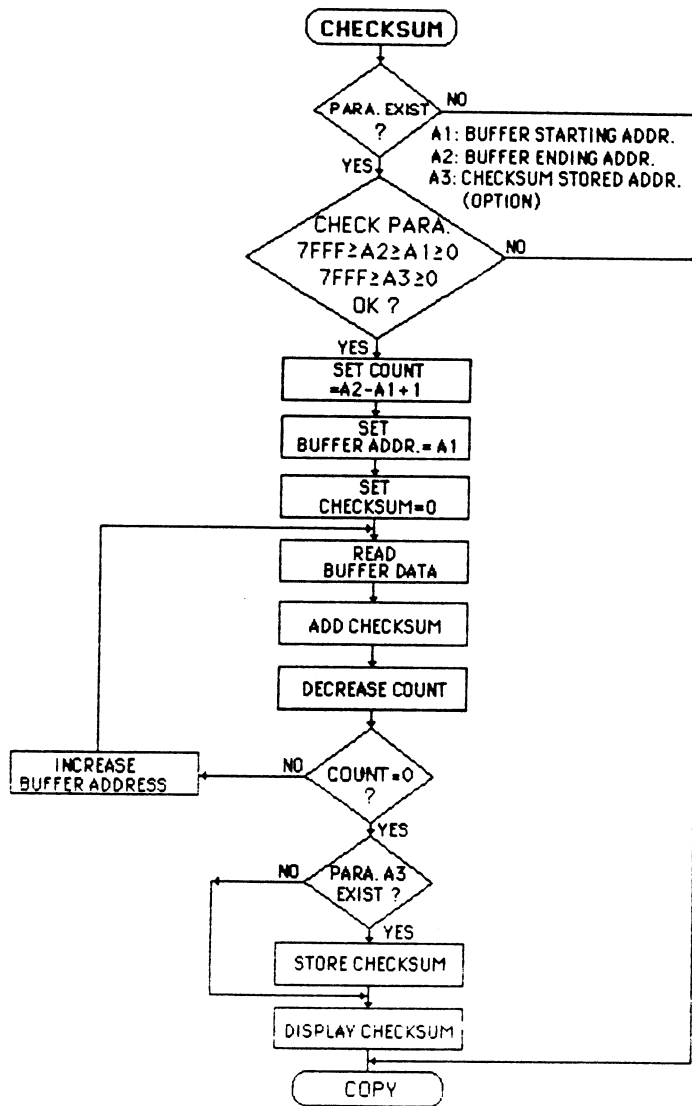 CHECKSUM
PARA. EXIST
?
NO
YES
A1: BUFFER STARTING ADDR.
A2: BUFFER ENDING ADDR.
A3: CHECKSUM STORED ADDR.
(OPTION)
CHECK PARA.
7FFF≥A2≥A1≥0
7FFF≥A3≥0
OK ?
NO
YES
SET COUNT
=A2-A1+1
SET
BUFFER ADDR.=A1
SET
CHECKSUM=0
READ
BUFFER DATA
ADD CHECKSUM
DECREASE COUNT
COUNT=0
?
NO
INCREASE
BUFFER ADDRESS
YES
PARA. A3
EXIST ?
NO
YES
STORE CHECKSUM
DISPLAY CHECKSUM
COPY